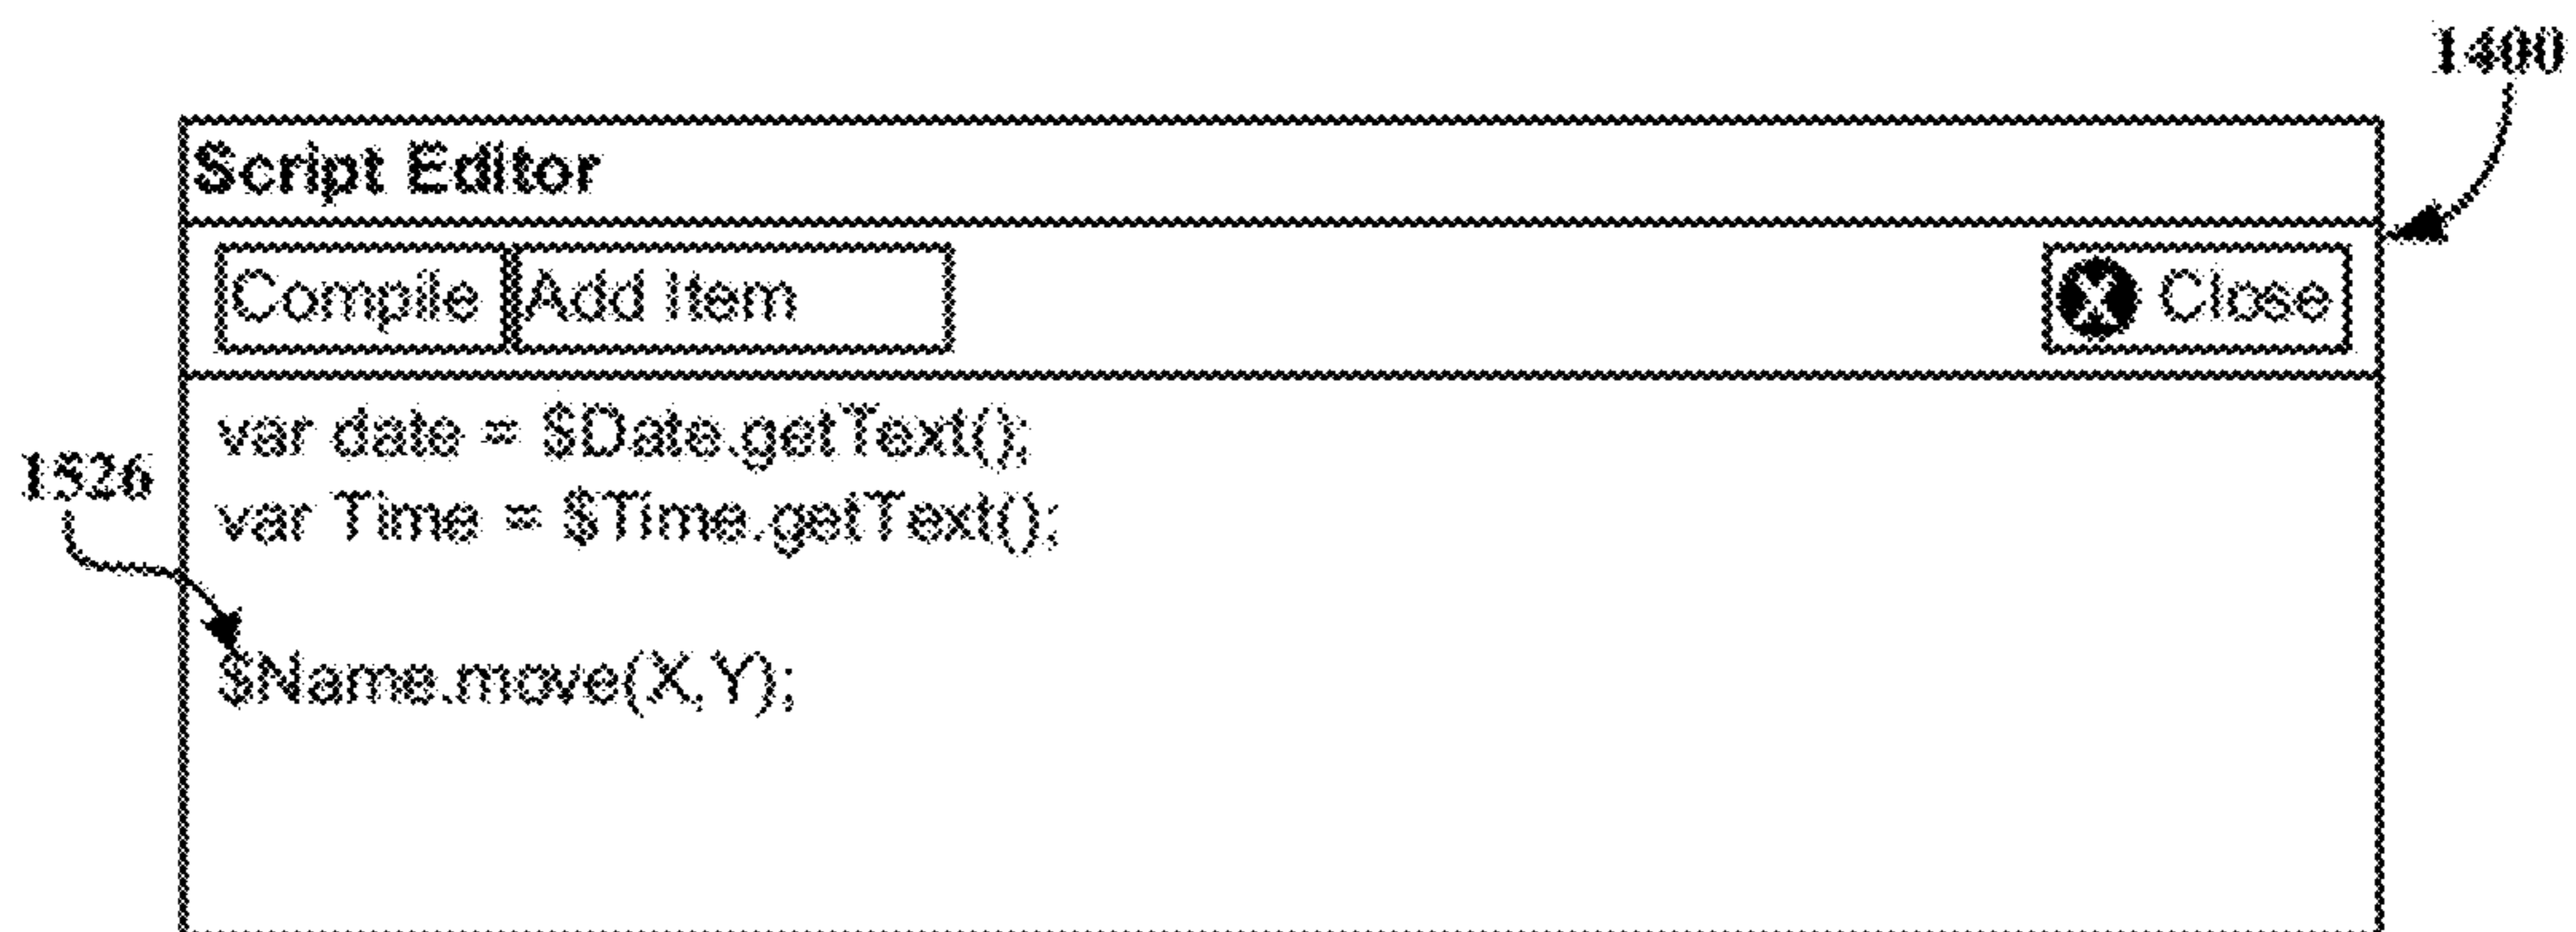 1400
Script Editor
Compile Add Item X Close
var date = $Date.getText();
1526
var Time = $Time.getText();
$Name.move(X,Y);